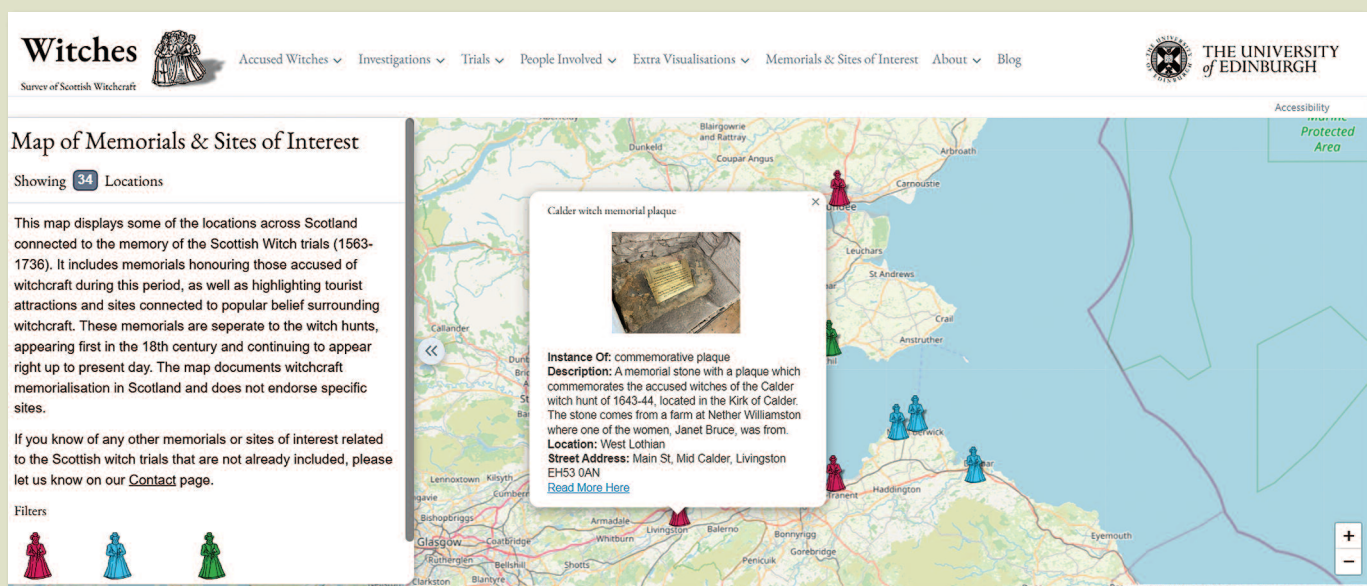 Witches
Survey of Scottish Witchcraft
Accused Witches Investigations Trials People Involved Extra Visualisations Memorials & Sites of Interest About Blog
THE UNIVERSITY
of EDINBURGH
Accessibility
Map of Memorials & Sites of Interest
Showing 34 Locations
This map displays some of the locations across Scotland
connected to the memory of the Scottish Witch trials (1563-
1736). It includes memorials honouring those accused of
witchcraft during this period, as well as highlighting tourist
attractions and sites connected to popular belief surrounding
witchcraft. These memorials are seperate to the witch hunts,
appearing first in the 18th century and continuing to appear
right up to present day. The map documents witchcraft
memorialisation in Scotland and does not endorse specific
sites.
If you know of any other memorials or sites of interest related
to the Scottish witch trials that are not already included, please
let us know on our Contact page.
Filters
Calder witch memorial plaque
×
Instance Of: commemorative plaque
Description: A memorial stone with a plaque which
commemorates the accused witches of the Calder
witch hunt of 1643-44, located in the Kirk of Calder.
The stone comes from a farm at Nether Williamston
where one of the women, Janet Bruce, was from.
Location: West Lothian
Street Address: Main St, Mid Calder, Livingston
EH53 0AN
Read More Here
Blairgowrie
and Rattray
Dunkeld
Coupar Angus
Arbroath
Carnoustie
Leuchars
St Andrews
Crail
Anstruther
Callander
Protected
Area
Lennoxtown Kilsyth
Tranent Haddington
Bishopbriggs
Armadale
Livingston Balerno
Bonnyrigg
Eyemouth
Glasgow Coatbridge
Whitburn
Gorebridge
Rutherglen Bellshill Shotts
Penicuik
Clarkston Blantyre
+
−